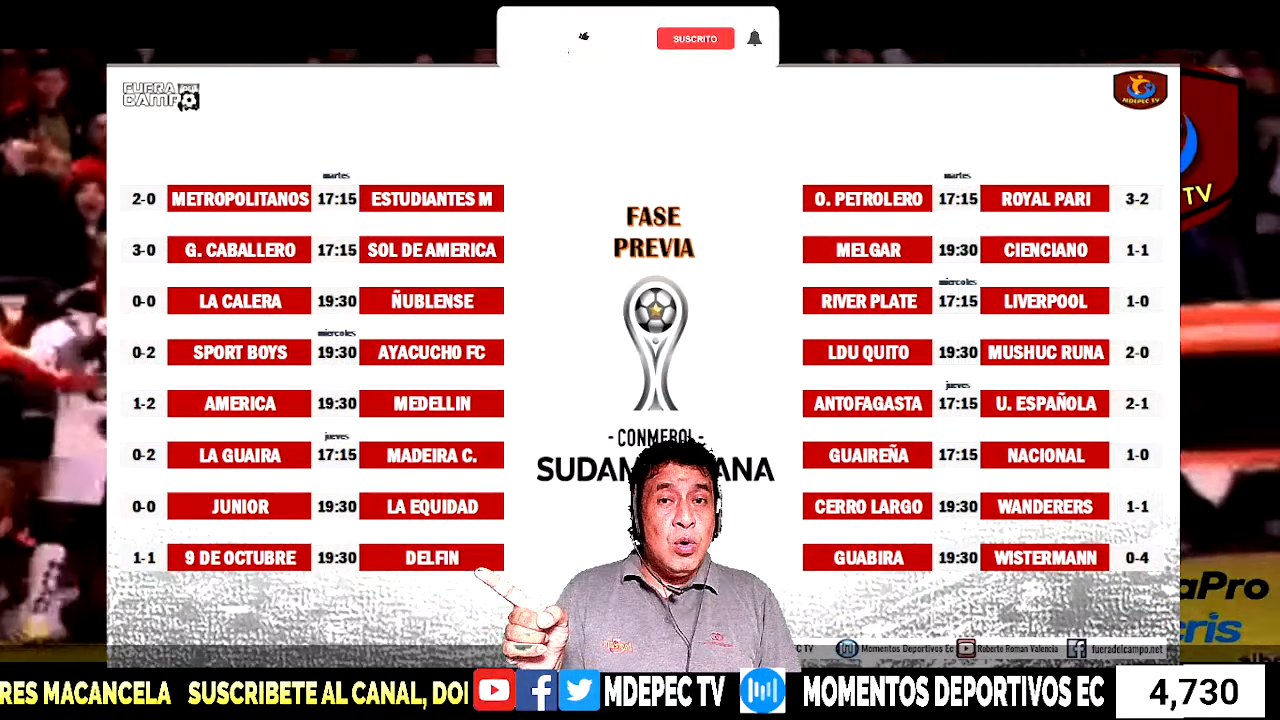 SUSCRITO
FUERA
CAMPO
MDEPEC TV
TV
martes
2-0 METROPOLITANOS 17:15 ESTUDIANTES M
3-0 G. CABALLERO 17:15 SOL DE AMERICA
0-0 LA CALERA 19:30 ÑUBLENSE
miercoles
0-2 SPORT BOYS 19:30 AYACUCHO FC
1-2 AMERICA 19:30 MEDELLIN
jueves
0-2 LA GUAIRA 17:15 MADEIRA C.
0-0 JUNIOR 19:30 LA EQUIDAD
1-1 9 DE OCTUBRE 19:30 DELFIN
FASE
PREVIA
- CONMEBOL -
martes
O. PETROLERO 17:15 ROYAL PARI 3-2
MELGAR 19:30 CIENCIANO 1-1
miercoles
RIVER PLATE 17:15 LIVERPOOL 1-0
LDU QUITO 19:30 MUSHUC RUNA 2-0
jueves
ANTOFAGASTA 17:15 U. ESPAÑOLA 2-1
GUAIREÑA 17:15 NACIONAL 1-0
CERRO LARGO 19:30 WANDERERS 1-1
GUABIRA 19:30 WISTERMANN 0-4
aPro
cris
C TV Momentos Deportivos Ec Roberto Roman Valencia fueradelcampo.net
RES MACANCELA SUSCRIBETE AL CANAL, DOI MDEPEC TV MOMENTOS DEPORTIVOS EC 4,730